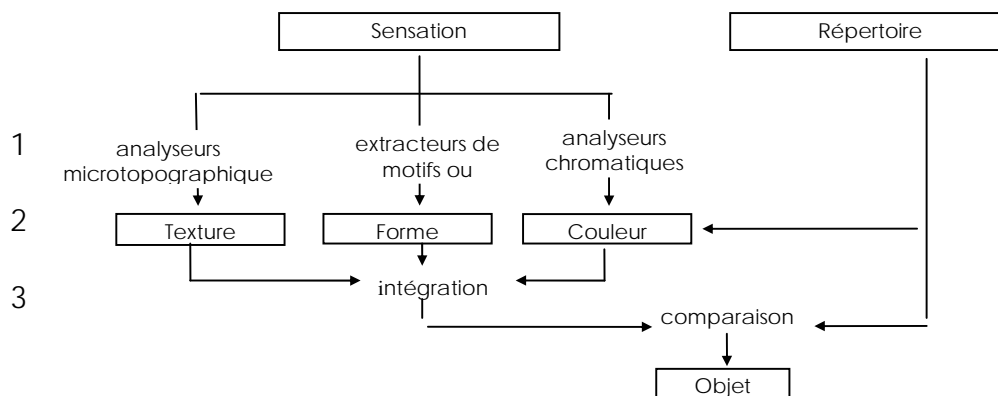 Sensation
Répertoire
1
analyseurs
microtopographique
extracteurs de
motifs ou
analyseurs
chromatiques
2
Texture
Forme
Couleur
intégration
3
comparaison
Objet